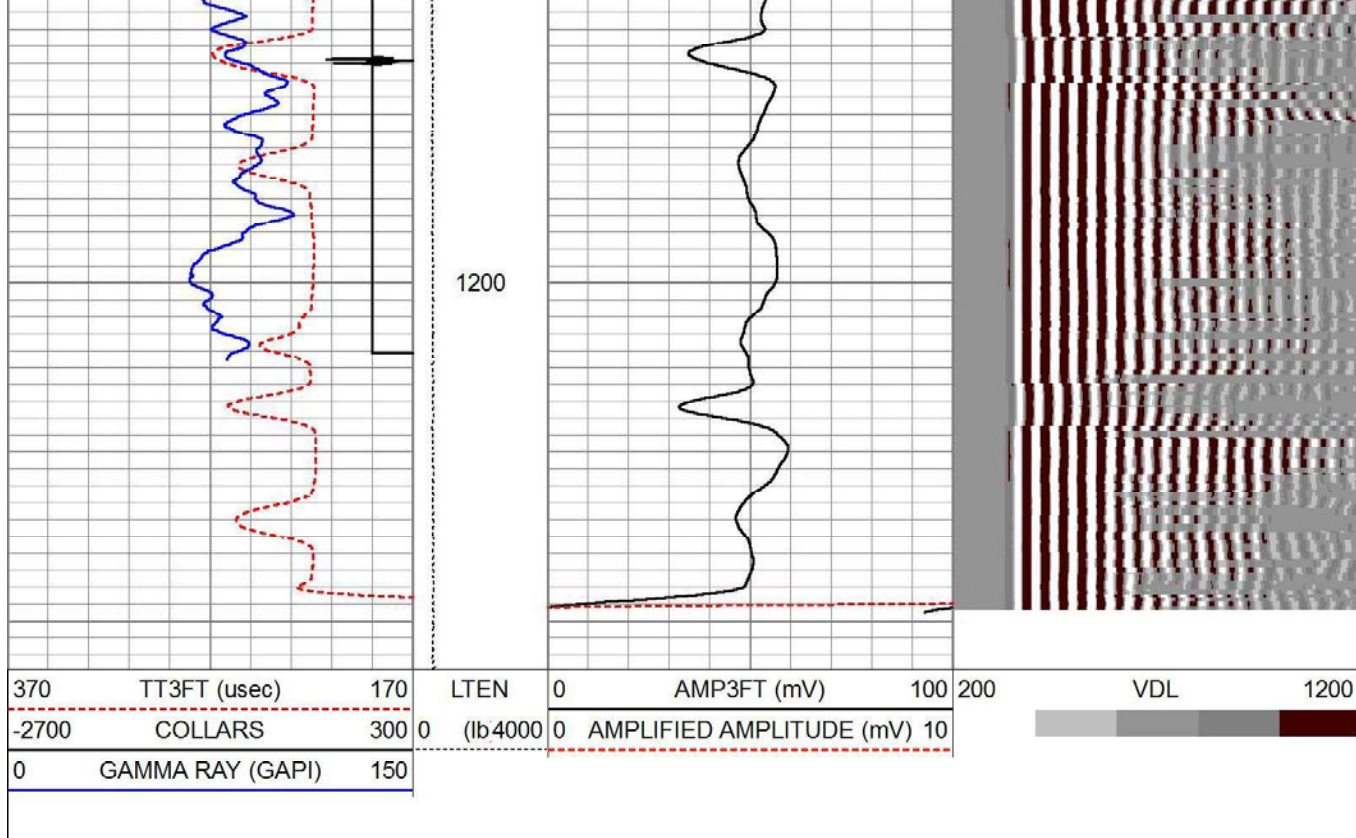 1200
370 TT3FT (usec) 170 LTEN 0 AMP3FT (mV) 100 200 VDL 1200
-2700 COLLARS 300 0 (lb 4000 0 AMPLIFIED AMPLITUDE (mV) 10
0 GAMMA RAY (GAPI) 150